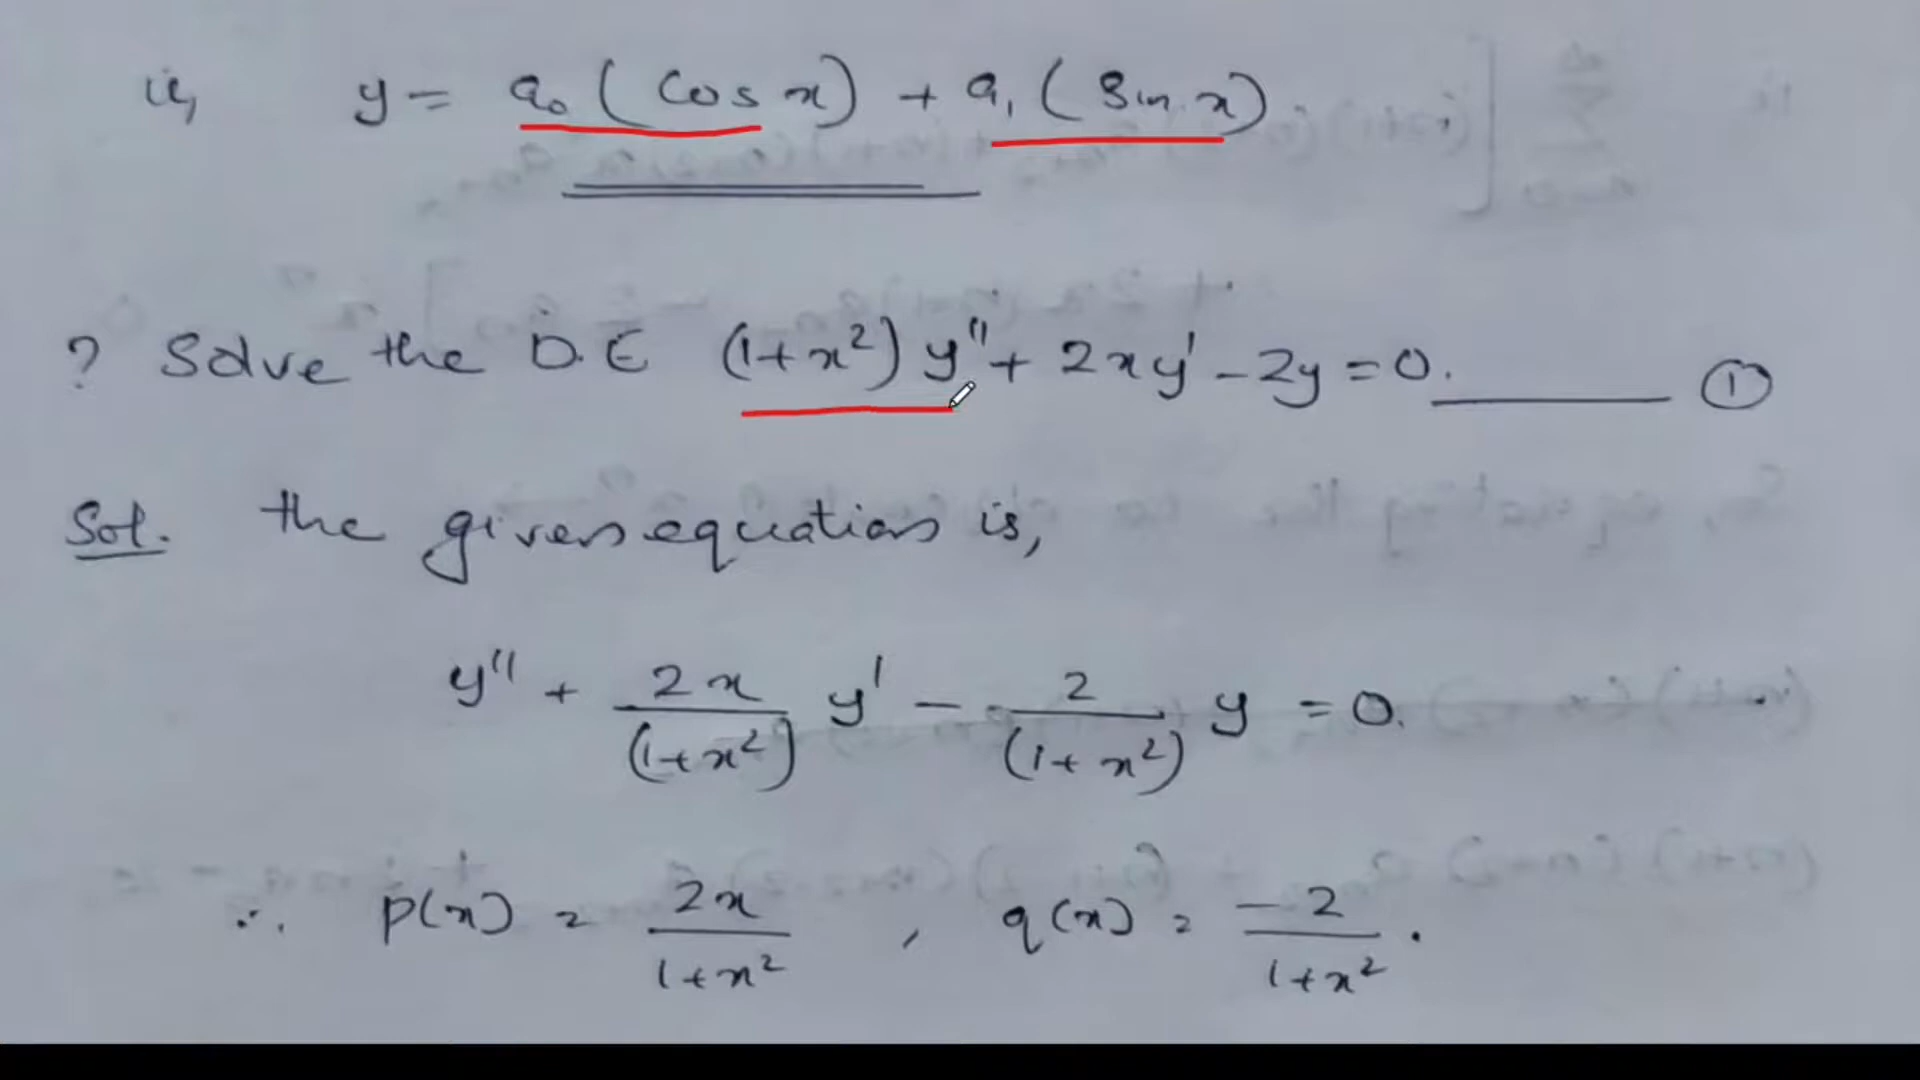 ie, y = a₀ (Cos x) + a₁ (Sin x)
? Solve the D.E (1+x²) y'' + 2xy' - 2y = 0. ①
Sol. the given equation is,
y'' + 2x/(1+x²) y' - 2/(1+x²) y = 0.
∴ p(x) = 2x/1+x² , q(x) = -2/1+x² .